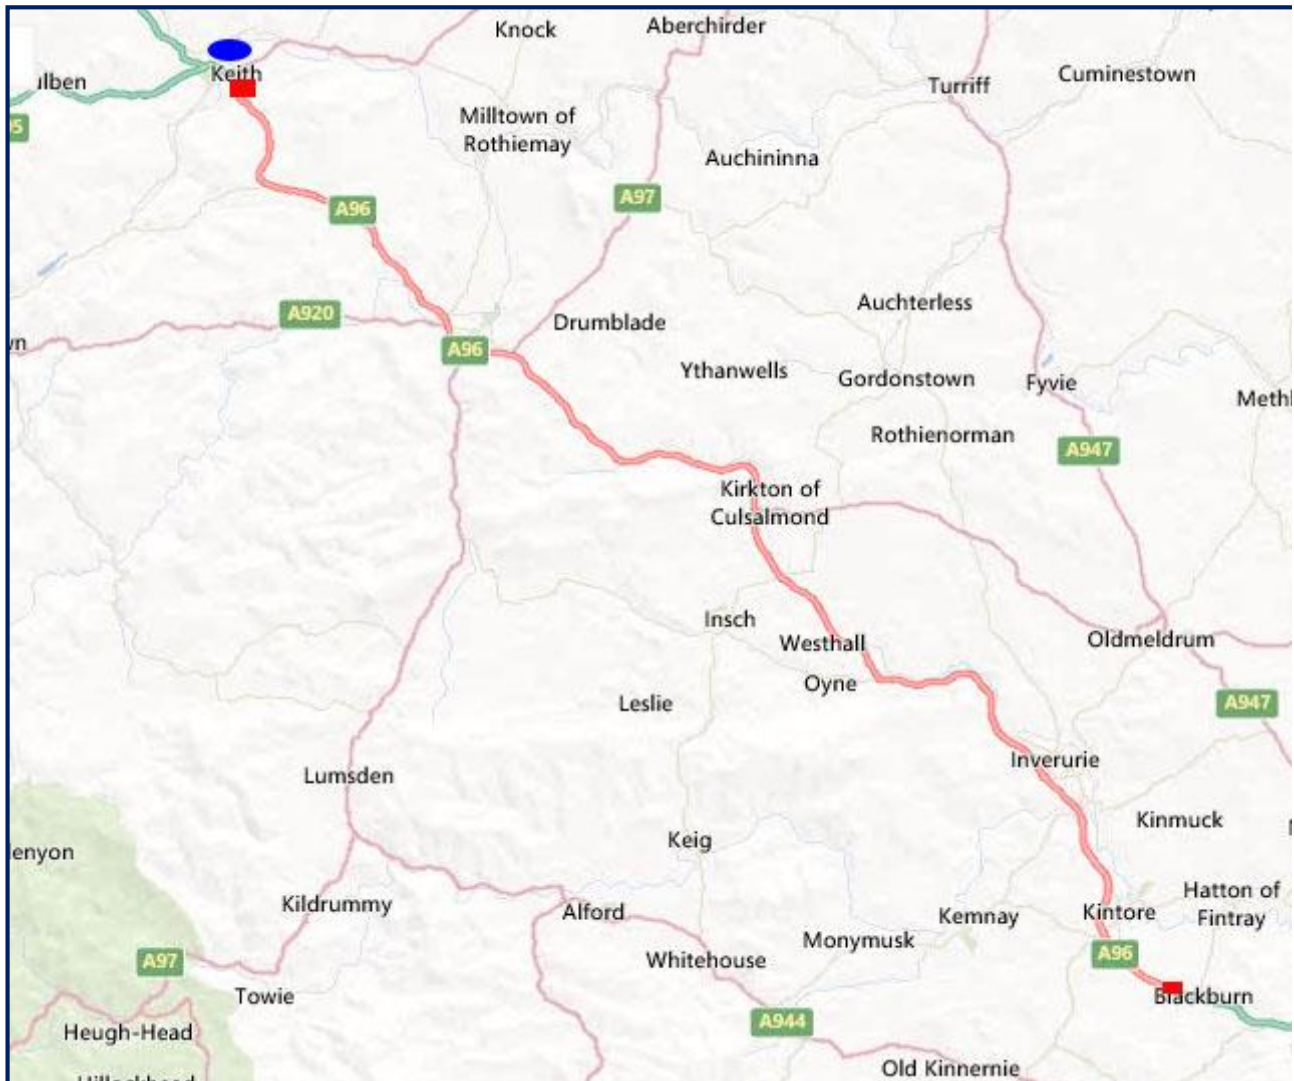 Knock
Aberchirder
Keith
ulben
Turriff
Cuminestown
Milltown of
Rothiemay
Auchininna
A97
A96
Auchterless
A920
Drumblade
A96
Ythanwells
Gordonstown
Fyvie
Rothienorman
A947
Kirkton of
Culsalmond
Insch
Westhall
Oldmeldrum
Oyne
Leslie
A947
Inverurie
Lumsden
Kinmuck
Keig
lenyon
Hatton of
Fintray
Kildrummy
Alford
Kemnay
Kintore
Monymusk
A96
Whitehouse
A97
Towie
Blackburn
A944
Heugh-Head
Old Kinnernie